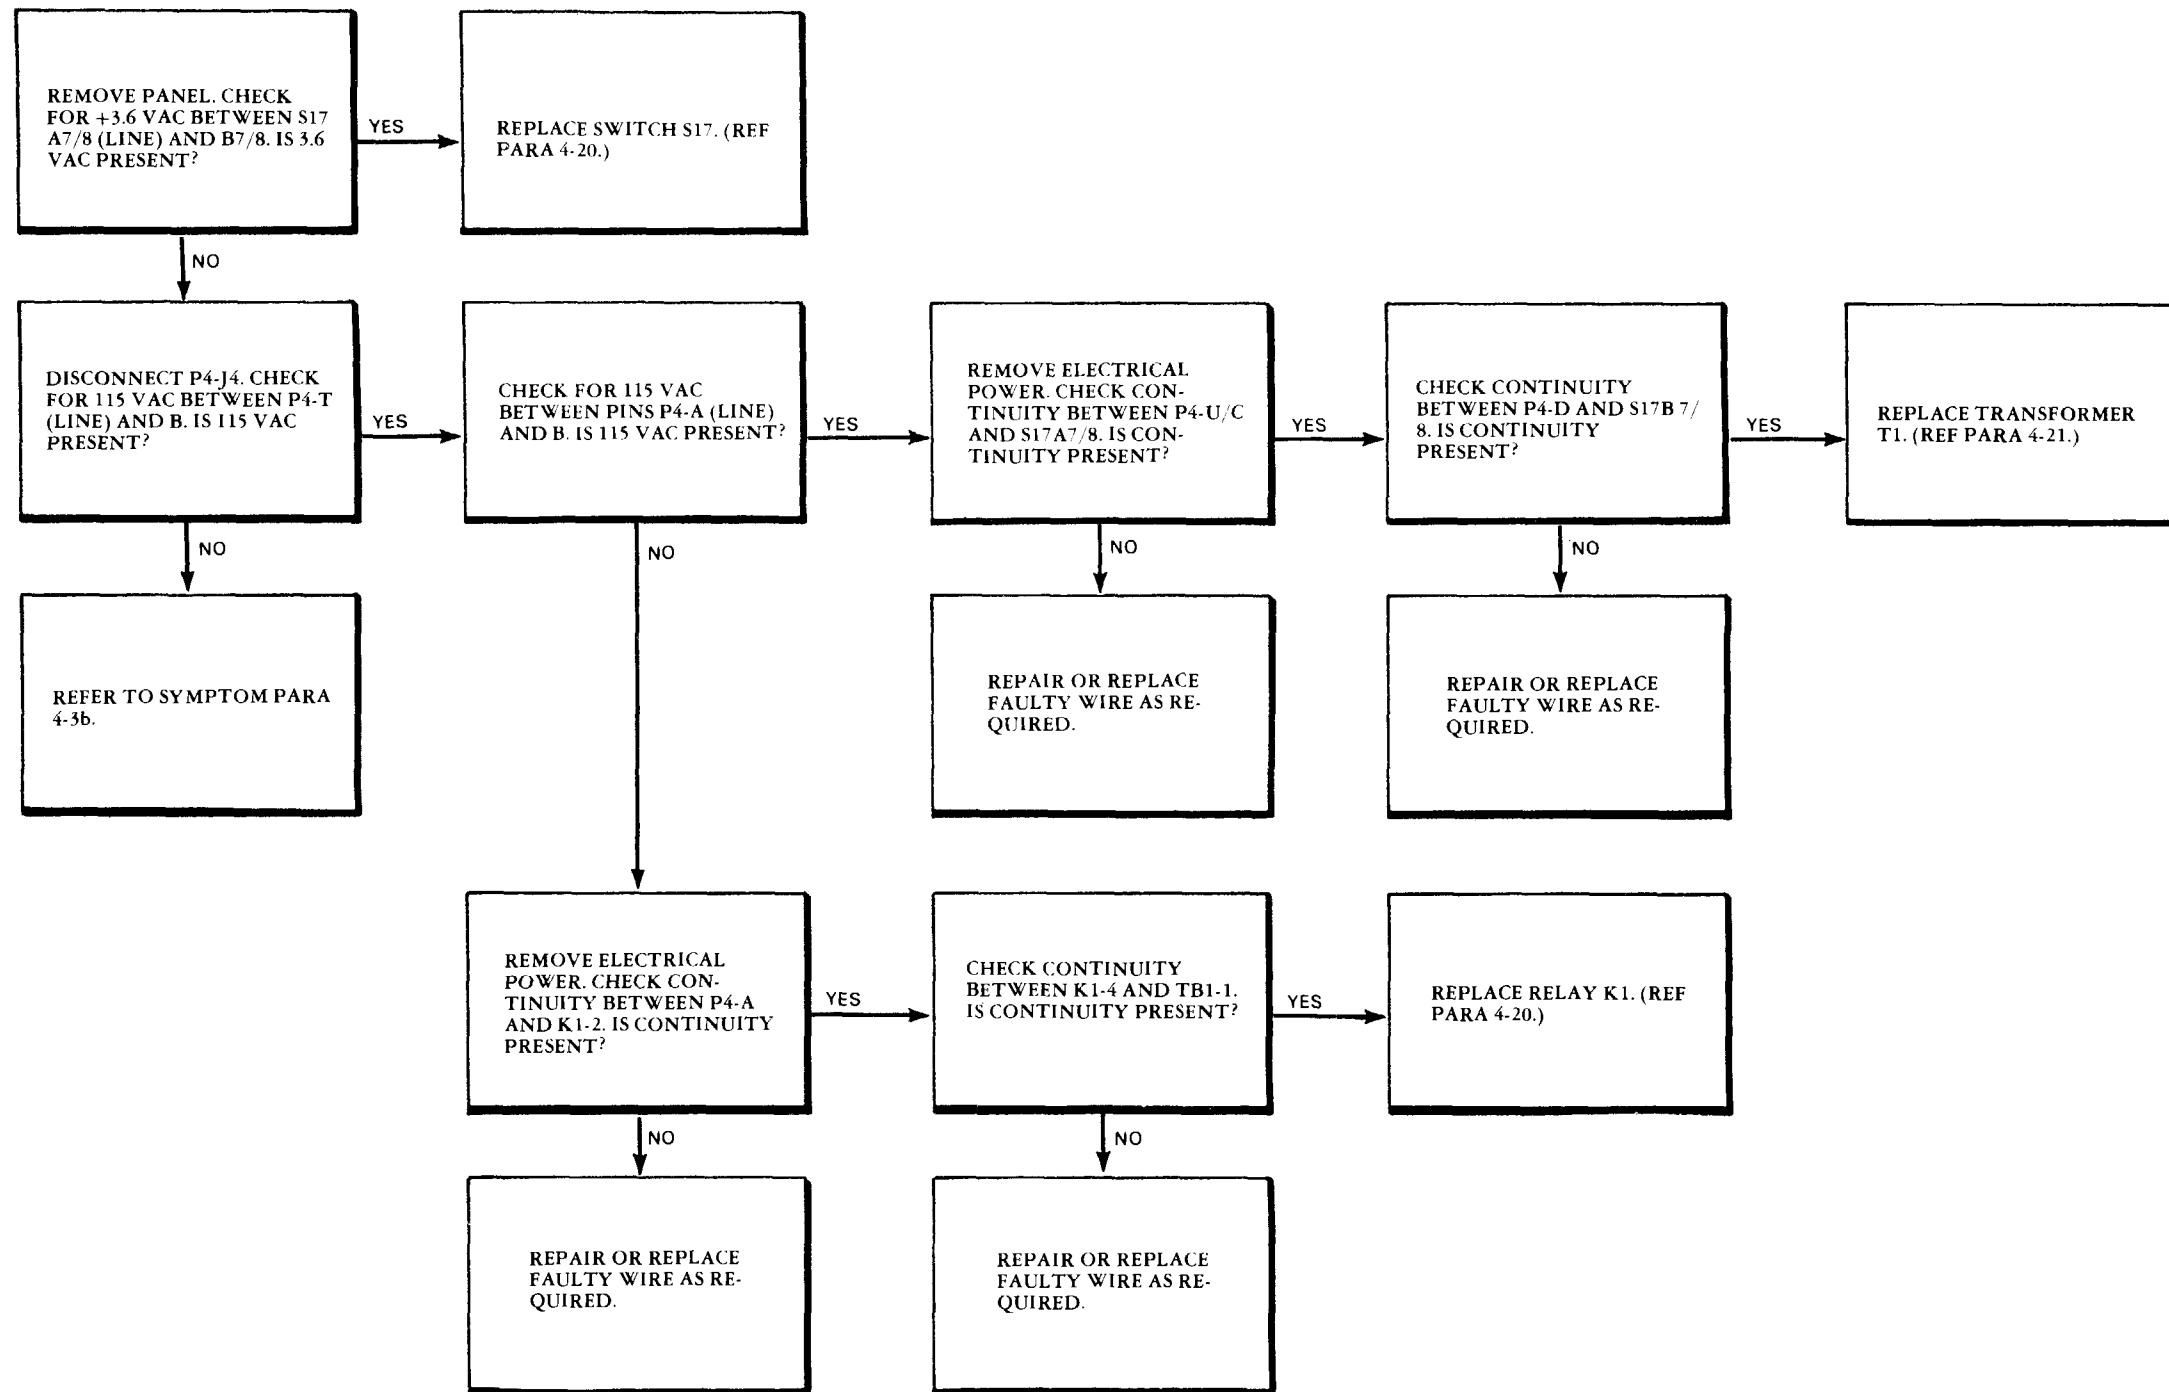 REMOVE PANEL. CHECK
FOR +3.6 VAC BETWEEN S17
A7/8 (LINE) AND B7/8. IS 3.6
VAC PRESENT?
YES
REPLACE SWITCH S17. (REF
PARA 4-20.)
NO
DISCONNECT P4-J4. CHECK
FOR 115 VAC BETWEEN P4-T
(LINE) AND B. IS 115 VAC
PRESENT?
YES
CHECK FOR 115 VAC
BETWEEN PINS P4-A (LINE)
AND B. IS 115 VAC PRESENT?
YES
REMOVE ELECTRICAL
POWER. CHECK CON-
TINUITY BETWEEN P4-U/C
AND S17A7/8. IS CON-
TINUITY PRESENT?
YES
CHECK CONTINUITY
BETWEEN P4-D AND S17B 7/
8. IS CONTINUITY
PRESENT?
YES
REPLACE TRANSFORMER
T1. (REF PARA 4-21.)
NO
NO
NO
NO
REFER TO SYMPTOM PARA
4-3b.
REPAIR OR REPLACE
FAULTY WIRE AS RE-
QUIRED.
REPAIR OR REPLACE
FAULTY WIRE AS RE-
QUIRED.
REMOVE ELECTRICAL
POWER. CHECK CON-
TINUITY BETWEEN P4-A
AND K1-2. IS CONTINUITY
PRESENT?
YES
CHECK CONTINUITY
BETWEEN K1-4 AND TB1-1.
IS CONTINUITY PRESENT?
YES
REPLACE RELAY K1. (REF
PARA 4-20.)
NO
NO
REPAIR OR REPLACE
FAULTY WIRE AS RE-
QUIRED.
REPAIR OR REPLACE
FAULTY WIRE AS RE-
QUIRED.